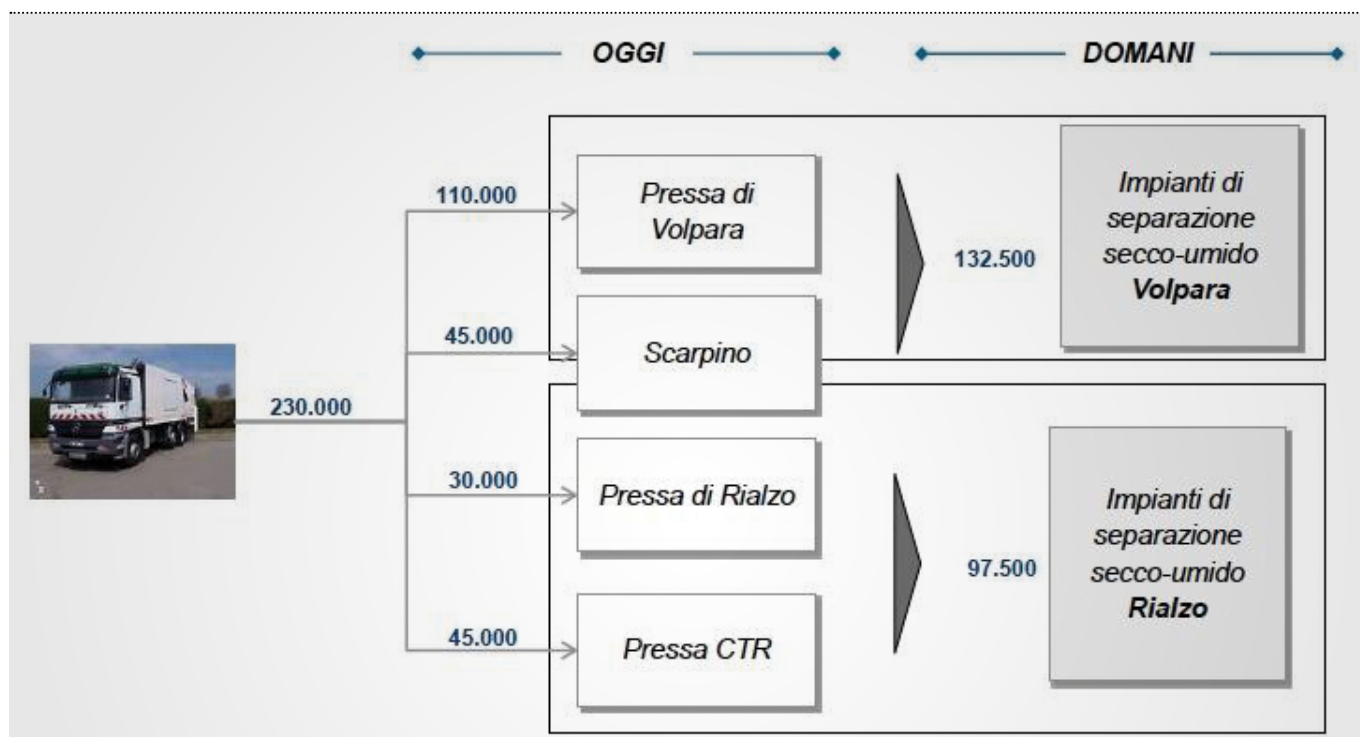 OGGI
DOMANI
230.000
110.000
Pressa di
Volpara
45.000
Scarpino
30.000
Pressa di Rialzo
45.000
Pressa CTR
132.500
Impianti di
separazione
secco-umido
Volpara
97.500
Impianti di
separazione
secco-umido
Rialzo